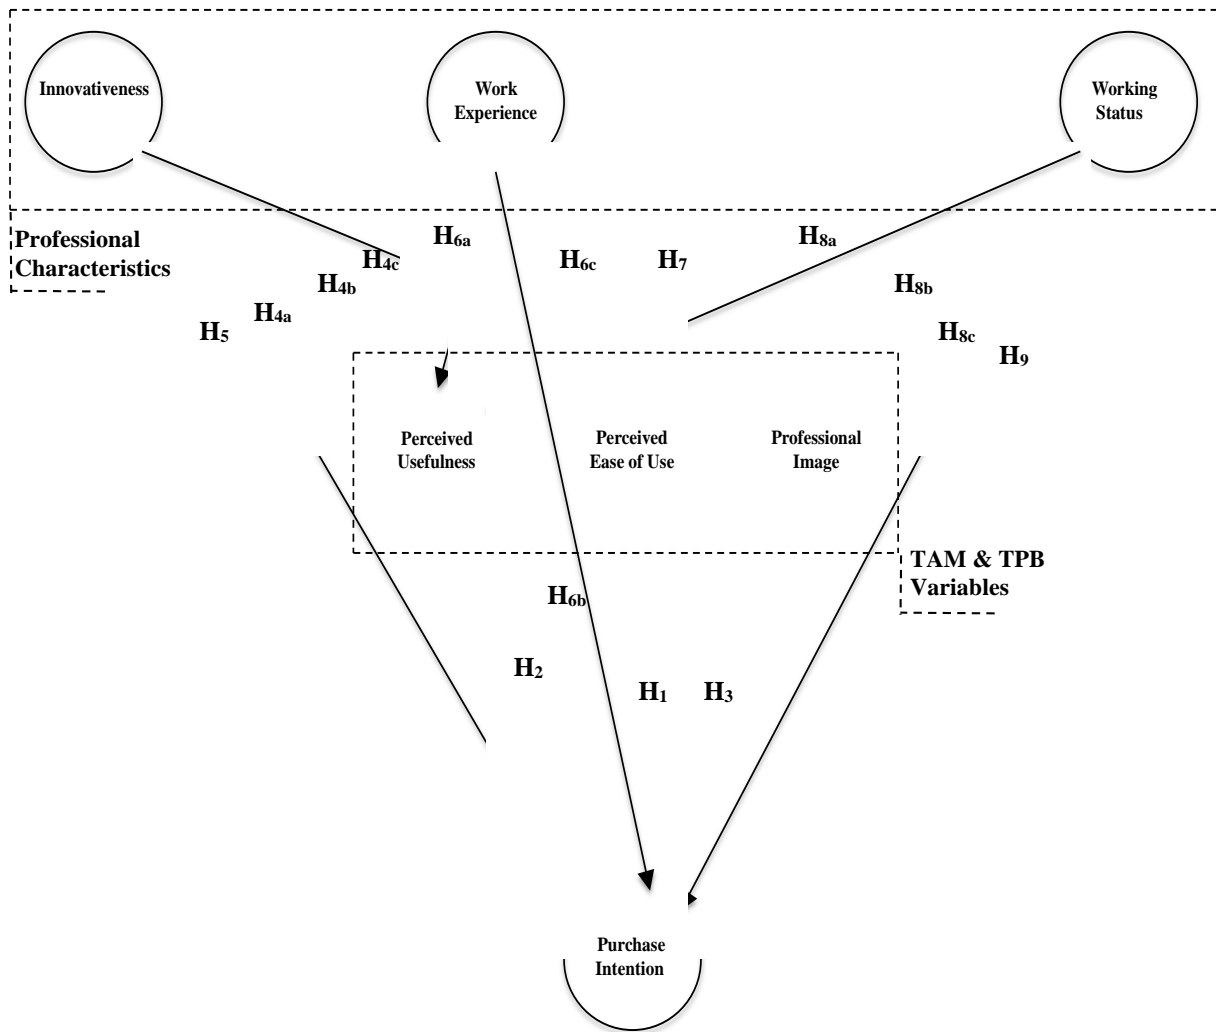 Innovativeness
Work
Experience
Working
Status
Professional
Characteristics
H6a
H8a
H4c
H6c
H7
H4b
H8b
H4a
H5
H8c
H9
Perceived
Usefulness
Perceived
Ease of Use
Professional
Image
TAM & TPB
Variables
H6b
H2
H1
H3
Purchase
Intention